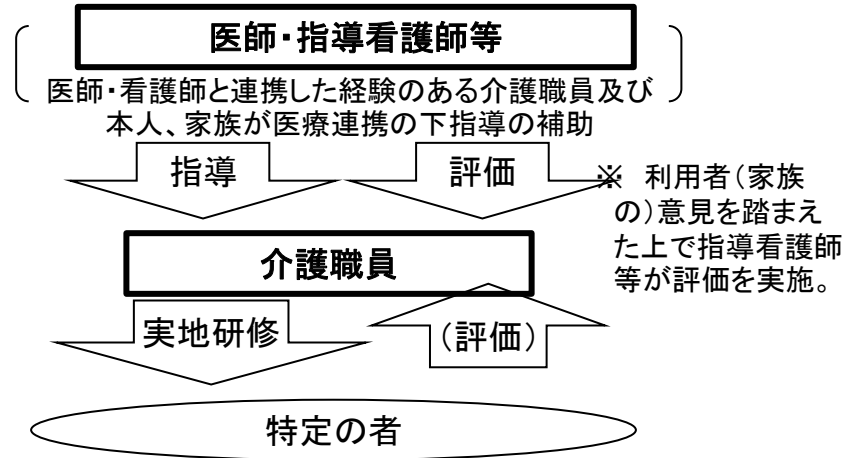 医師・指導看護師等
医師・看護師と連携した経験のある介護職員及び
本人、家族が医療連携の下指導の補助
指導
評価
※ 利用者(家族
の)意見を踏まえ
た上で指導看護師
等が評価を実施。
介護職員
実地研修
(評価)
特定の者